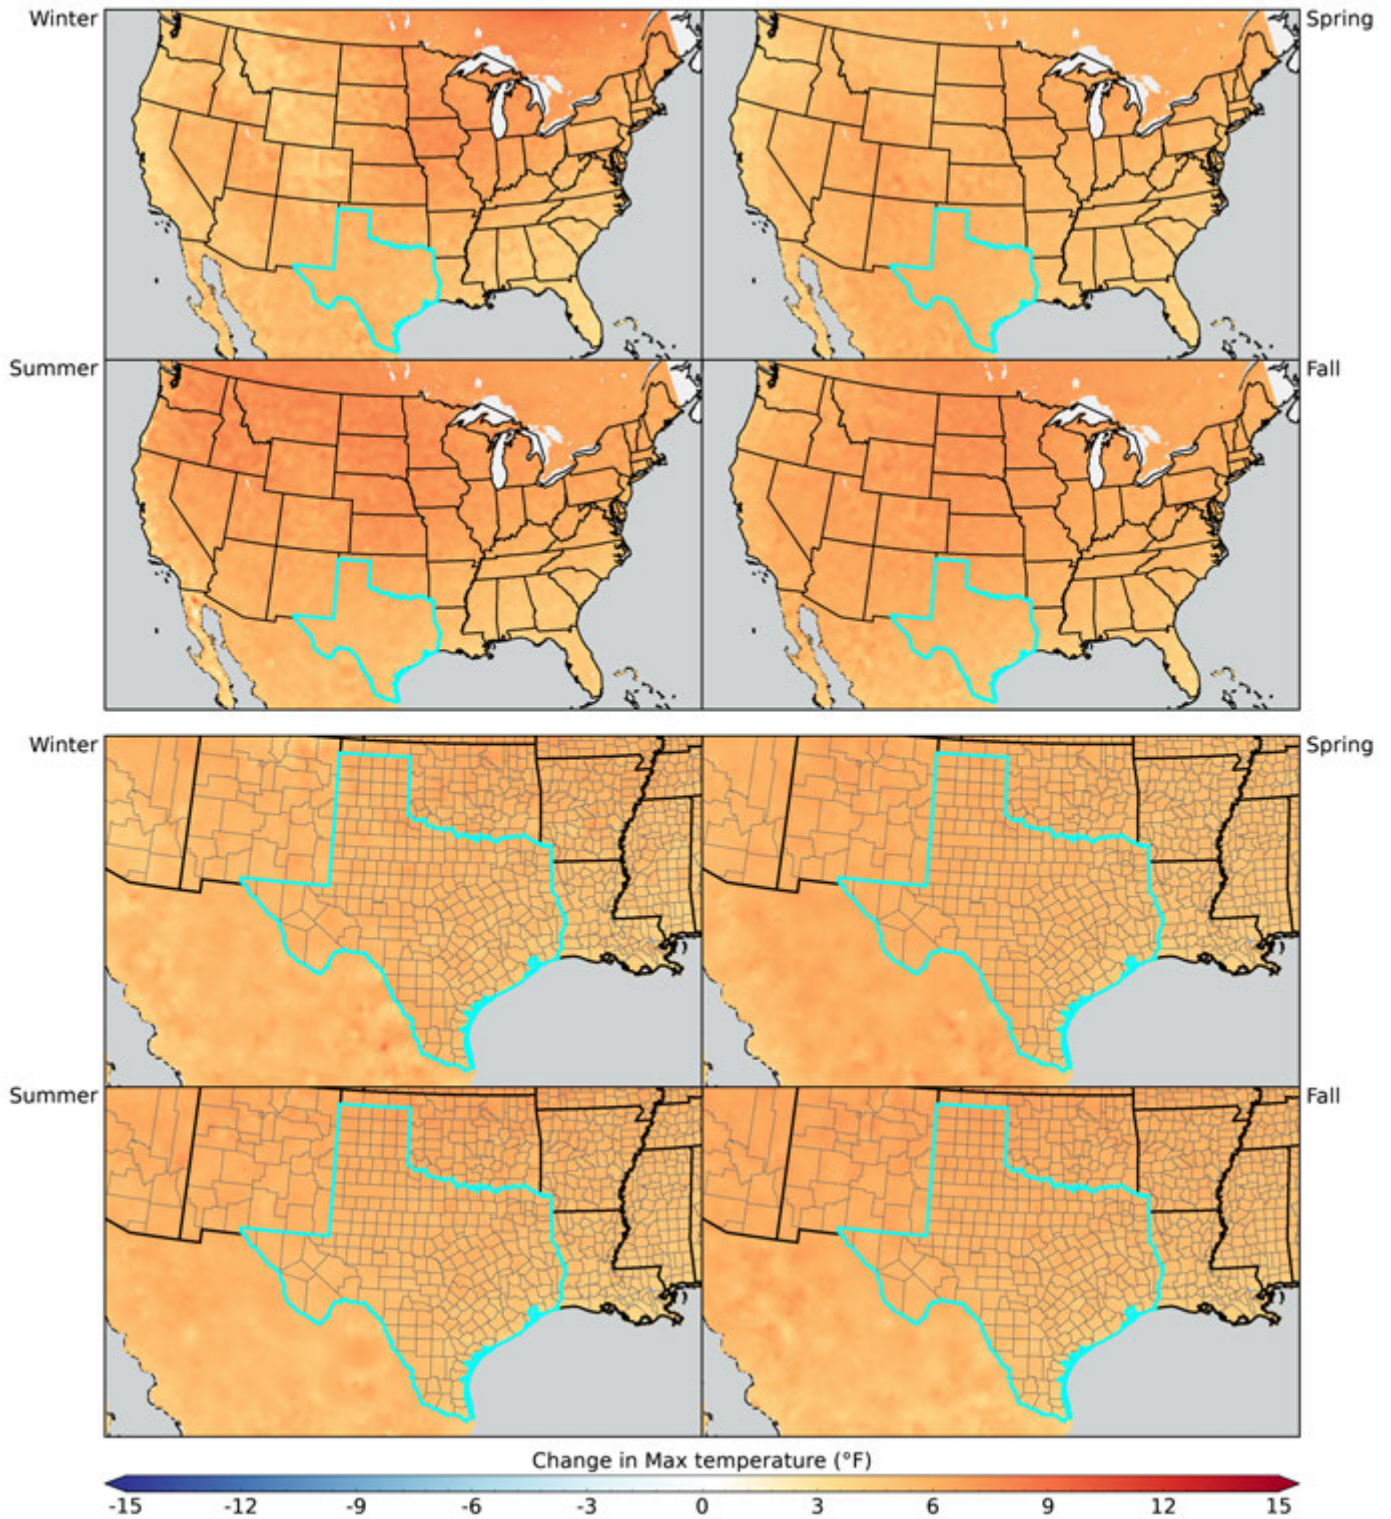 Winter
Spring
Summer
Fall
Winter
Spring
Summer
Fall
Change in Max temperature (°F)
-15 -12 -9 -6 -3 0 3 6 9 12 15